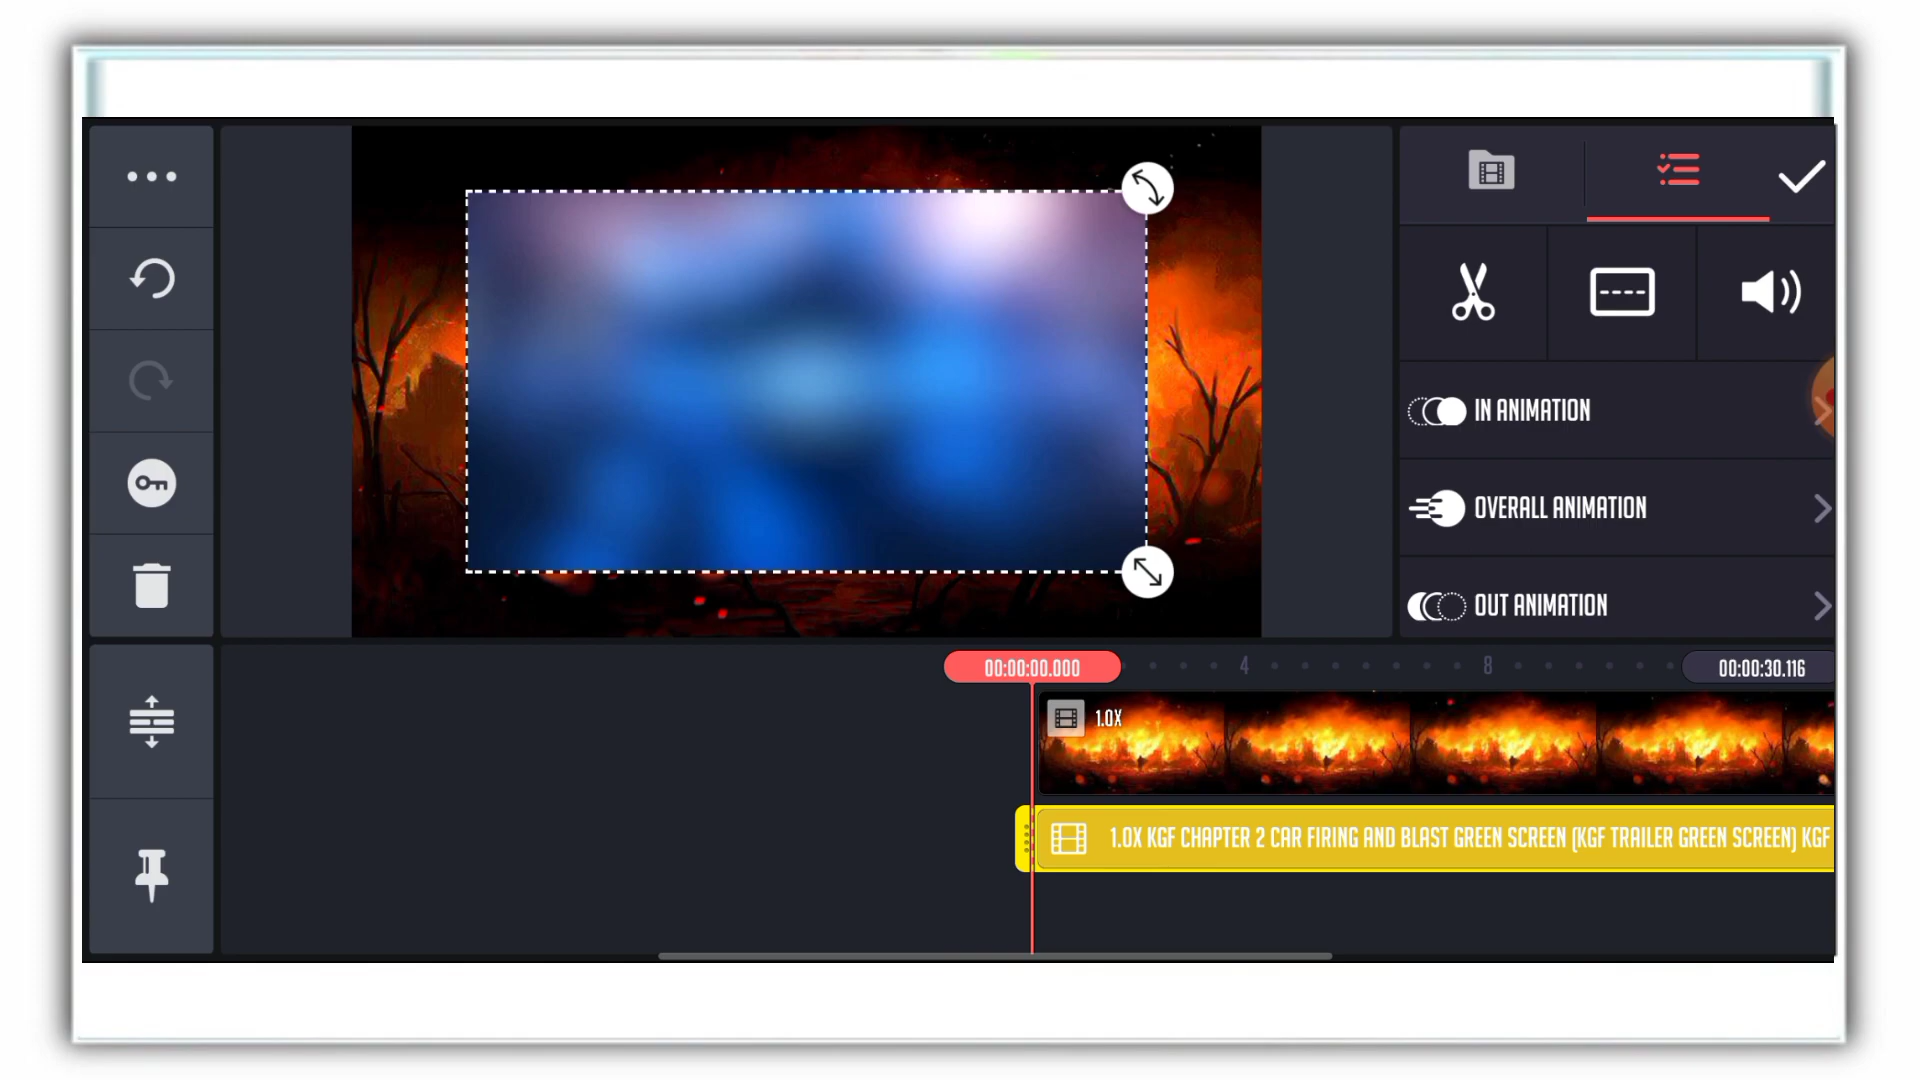 IN ANIMATION
OVERALL ANIMATION
OUT ANIMATION
00:00:00.000
4
8
00:00:30.116
1.0X
1.0X KGF CHAPTER 2 CAR FIRING AND BLAST GREEN SCREEN (KGF TRAILER GREEN SCREEN) KGF